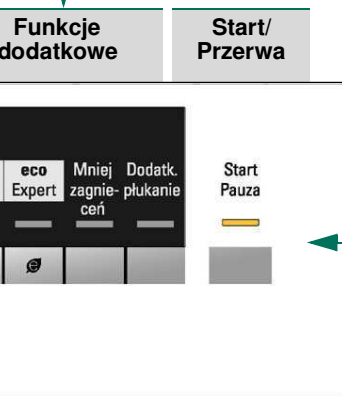 Funkcje
dodatkowe
Start/
Przerwa
eco
Expert
Mniej
zagnie-
ceń
Dodatk.
płukanie
Start
Pauza